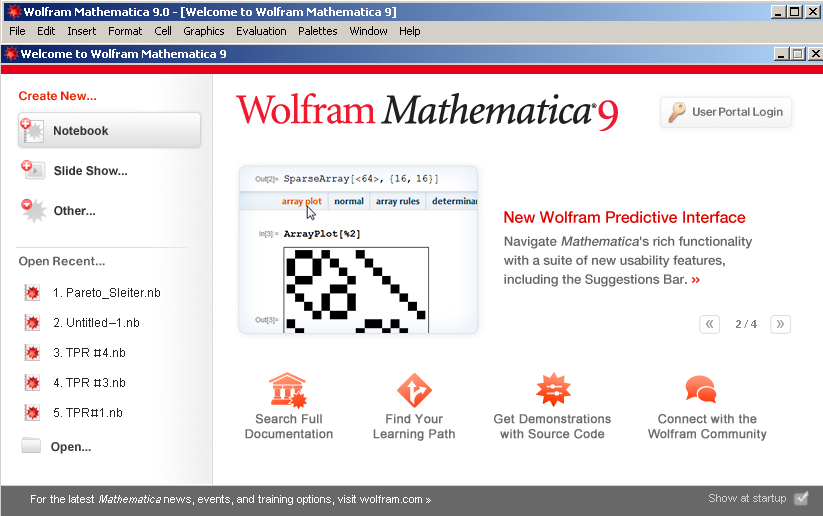 Wolfram Mathematica 9.0 - [Welcome to Wolfram Mathematica 9]
File Edit Insert Format Cell Graphics Evaluation Palettes Window Help
Welcome to Wolfram Mathematica 9
Create New...
Notebook
Slide Show...
Other...
Open Recent...
1. Pareto_Sleiter.nb
2. Untitled–1.nb
3. TPR #4.nb
4. TPR #3.nb
5. TPR#1.nb
Open...
Wolfram Mathematica® 9
User Portal Login
Out[2]= SparseArray[<64>, {16, 16}]
array plot normal array rules determinan
In[3]:= ArrayPlot[%2]
Out[3]=
New Wolfram Predictive Interface
Navigate Mathematica's rich functionality
with a suite of new usability features,
including the Suggestions Bar. »
« 2 / 4 »
Search Full
Documentation
Find Your
Learning Path
Get Demonstrations
with Source Code
Connect with the
Wolfram Community
For the latest Mathematica news, events, and training options, visit wolfram.com »
Show at startup